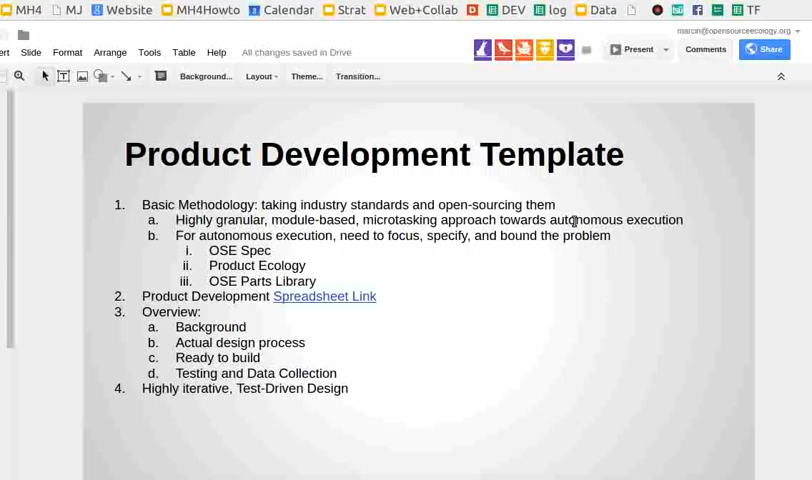 MH4 MJ Website MH4Howto Calendar Strat Web+Collab DEV log Data TF
marcin@opensourceecology.org
Slide Format Arrange Tools Table Help All changes saved in Drive Present Comments Share
Background... Layout Theme... Transition...
Product Development Template
1. Basic Methodology: taking industry standards and open-sourcing them
a. Highly granular, module-based, microtasking approach towards autonomous execution
b. For autonomous execution, need to focus, specify, and bound the problem
i. OSE Spec
ii. Product Ecology
iii. OSE Parts Library
2. Product Development Spreadsheet Link
3. Overview:
a. Background
b. Actual design process
c. Ready to build
d. Testing and Data Collection
4. Highly iterative, Test-Driven Design